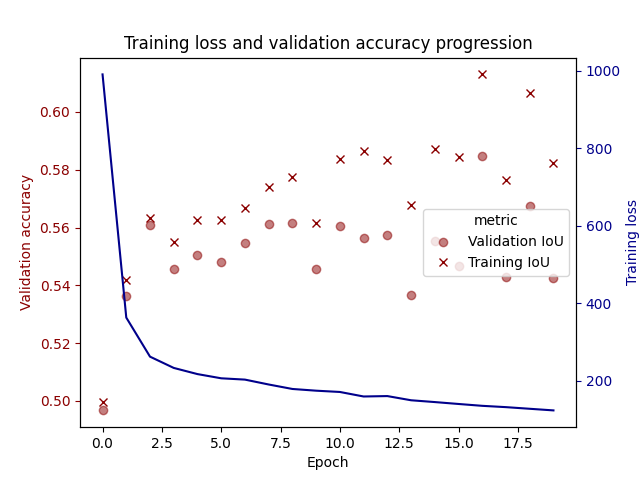 Training loss and validation accuracy progression
Validation accuracy
0.60
0.58
0.56
0.54
0.52
0.50
1000
800
600
400
200
Training loss
metric
Validation IoU
Training IoU
0.0 2.5 5.0 7.5 10.0 12.5 15.0 17.5
Epoch